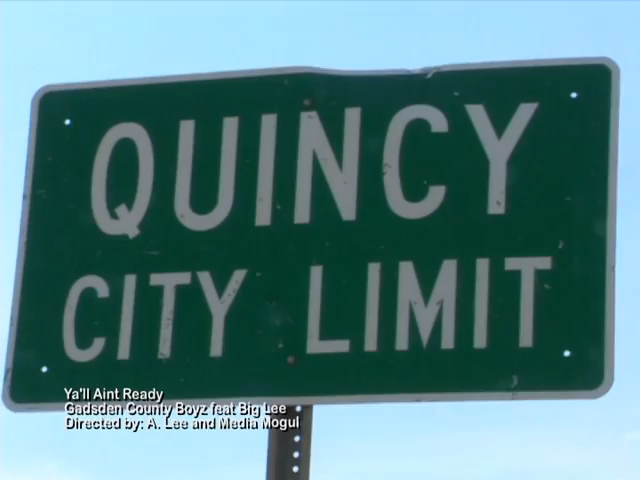 QUINCY
CITY LIMIT
Ya'll Aint Ready
Gadsden County Boyz feat Big Lee
Directed by: A. Lee and Media Mogul